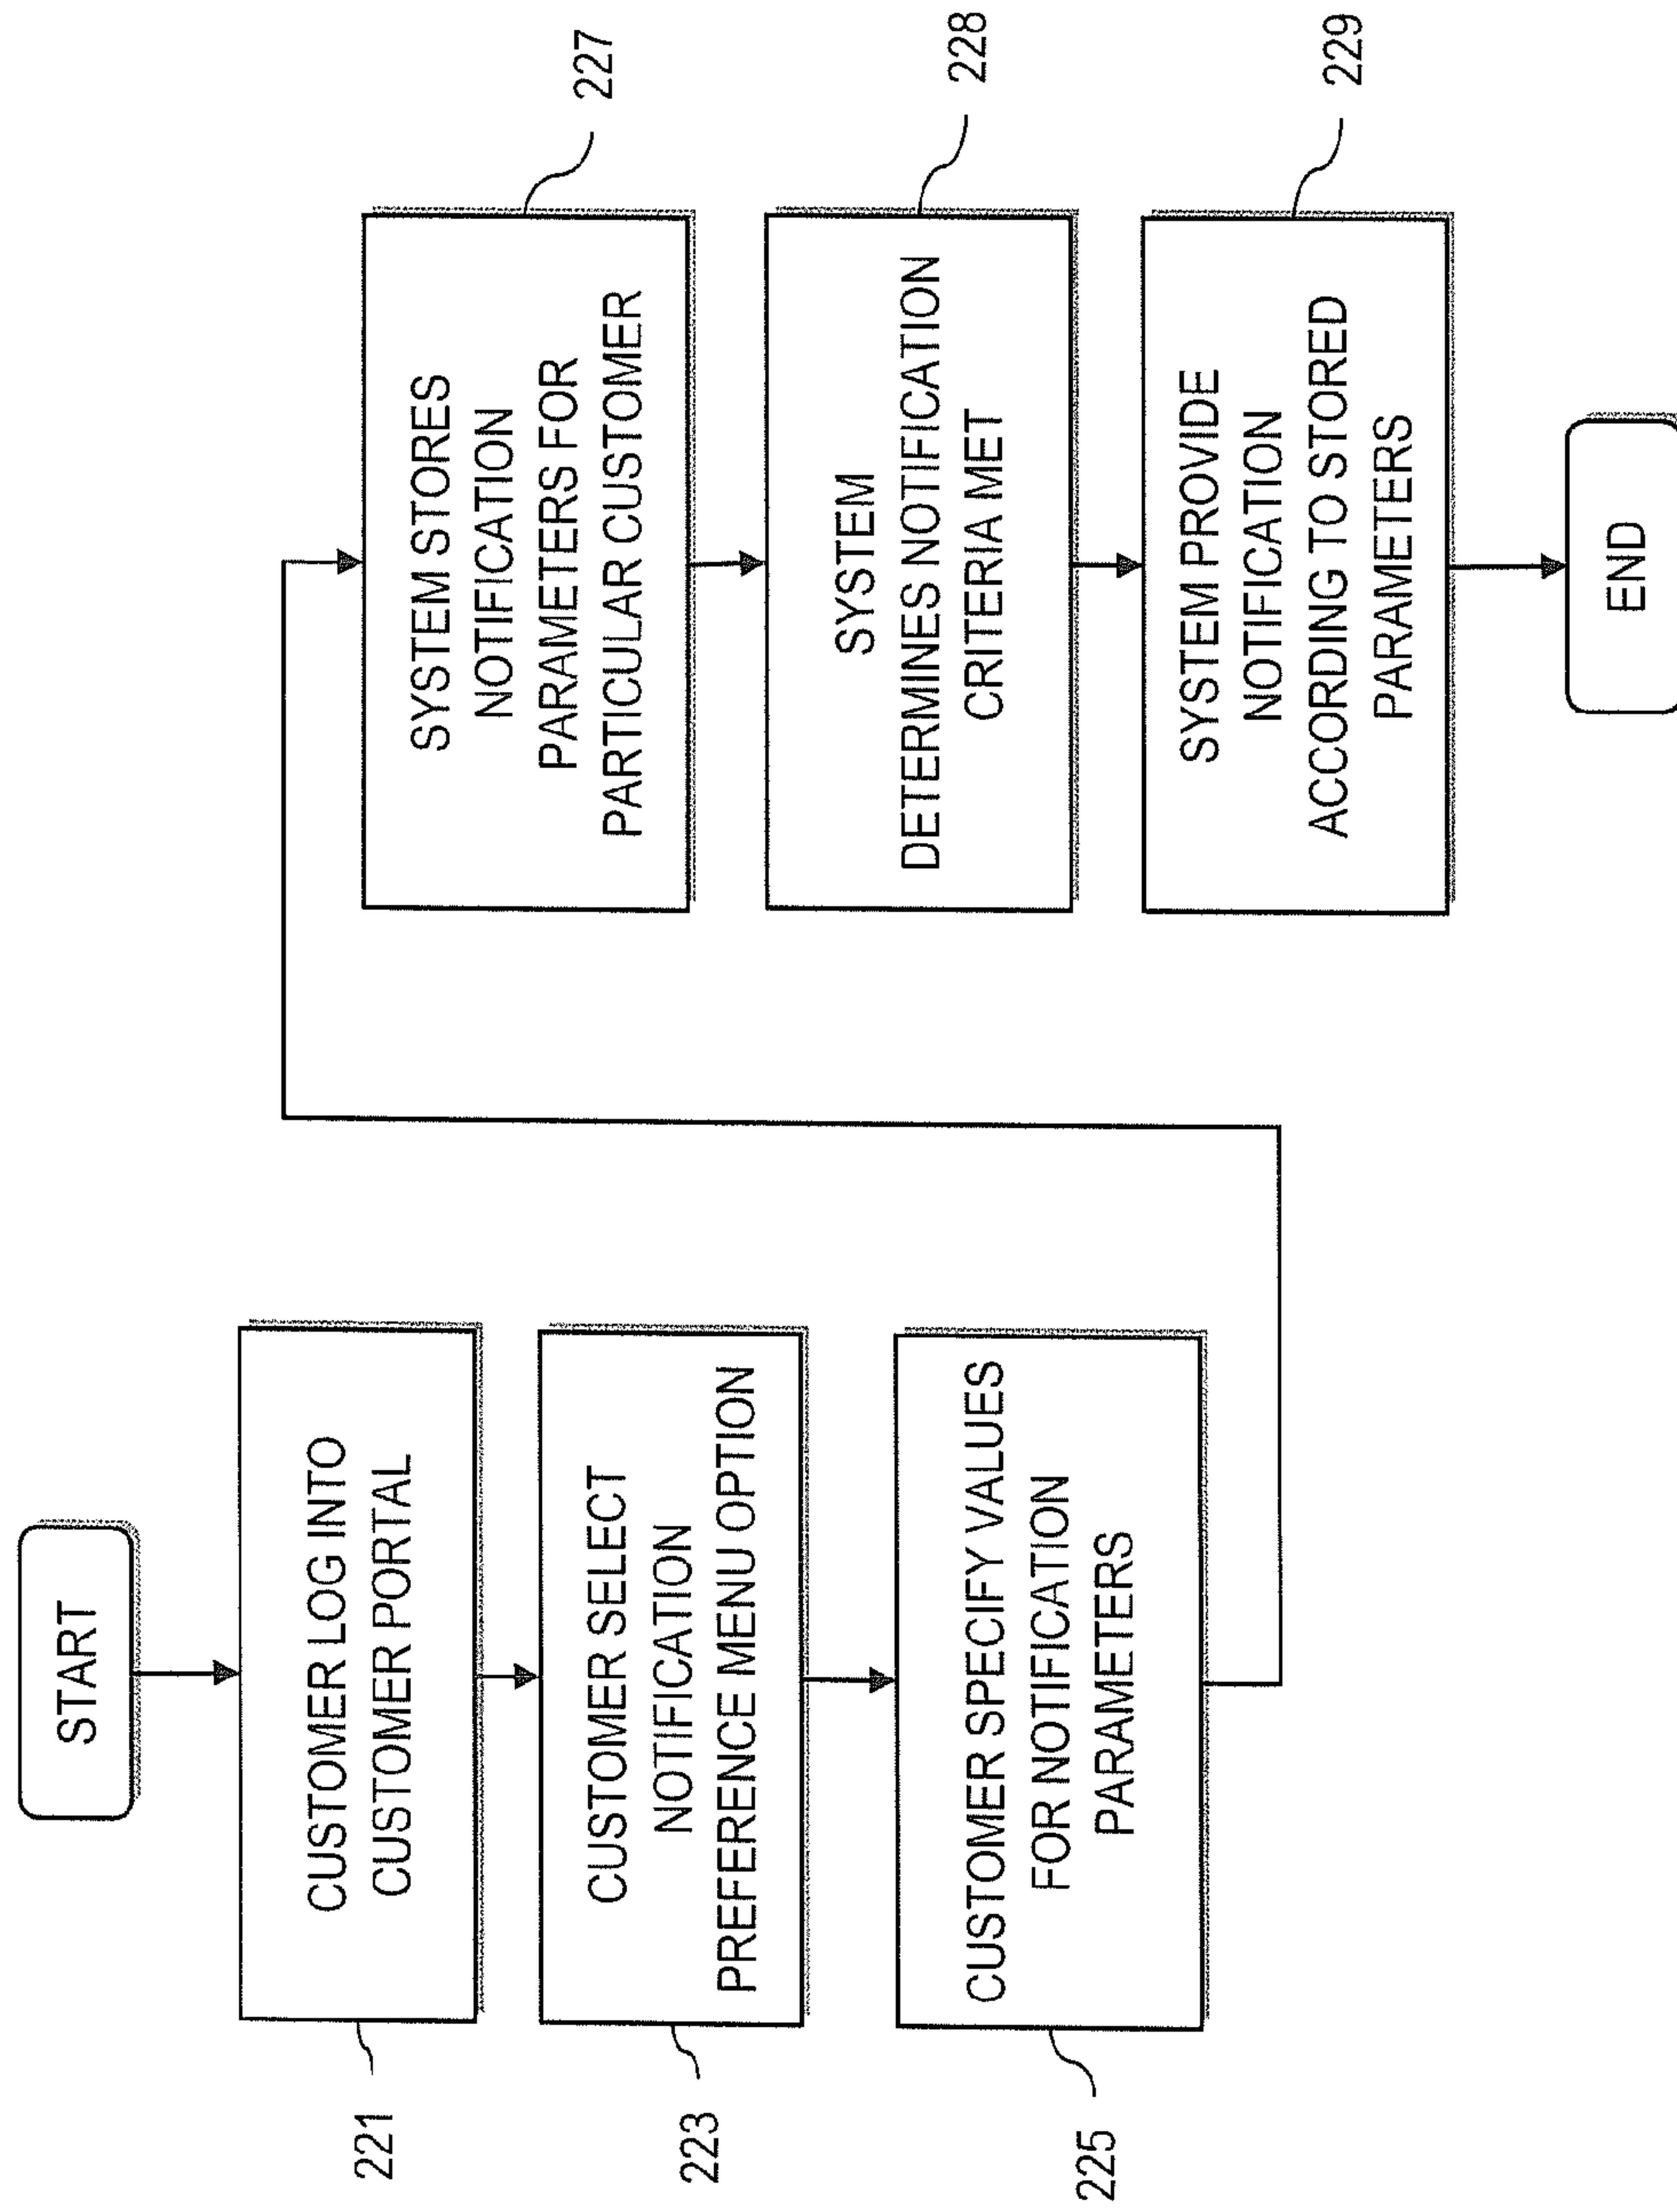 START
CUSTOMER LOG INTO
CUSTOMER PORTAL
221
CUSTOMER SELECT
NOTIFICATION
PREFERENCE MENU OPTION
223
CUSTOMER SPECIFY VALUES
FOR NOTIFICATION
PARAMETERS
225
SYSTEM STORES
NOTIFICATION
PARAMETERS FOR
PARTICULAR CUSTOMER
227
SYSTEM
DETERMINES NOTIFICATION
CRITERIA MET
228
SYSTEM PROVIDE
NOTIFICATION
ACCORDING TO STORED
PARAMETERS
229
END